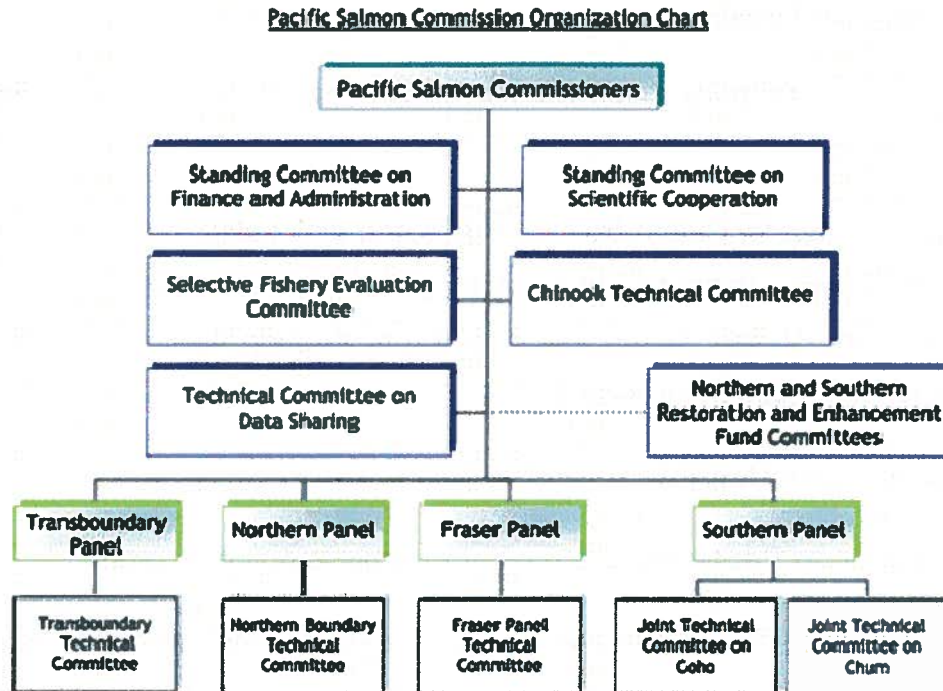 Pacific Salmon Commission Organization Chart
Pacific Salmon Commissioners
Standing Committee on
Finance and Administration
Standing Committee on
Scientific Cooperation
Selective Fishery Evaluation
Committee
Chinook Technical Committee
Technical Committee on
Data Sharing
Northern and Southern
Restoration and Enhancement
Fund Committees
Transboundary
Panel
Northern Panel
Fraser Panel
Southern Panel
Transboundary
Technical
Committee
Northern Boundary
Technical
Committee
Fraser Panel
Technical
Committee
Joint Technical
Committee on
Coho
Joint Technical
Committee on
Chum